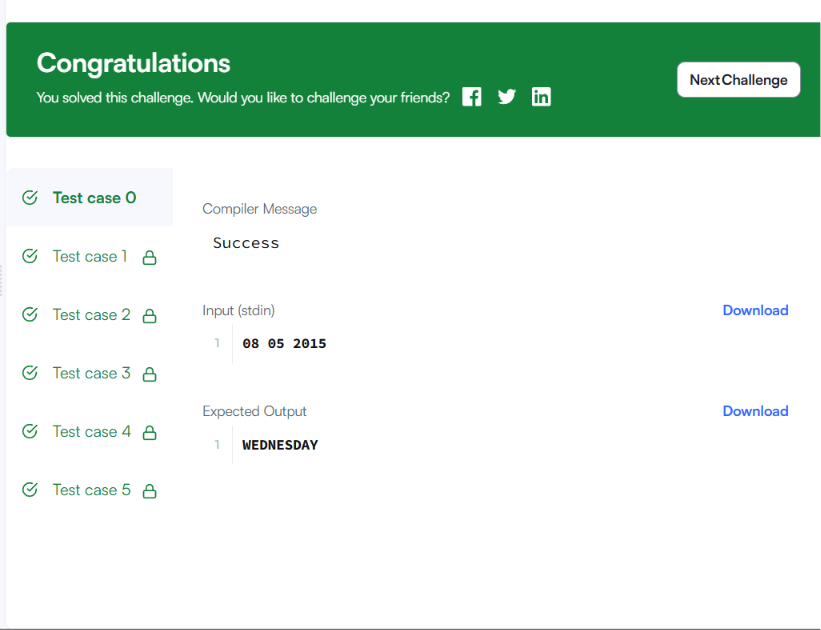 Congratulations
You solved this challenge. Would you like to challenge your friends?
Next Challenge
Test case 0
Test case 1
Test case 2
Test case 3
Test case 4
Test case 5
Compiler Message
Success
Input (stdin)
Download
1 08 05 2015
Expected Output
Download
1 WEDNESDAY